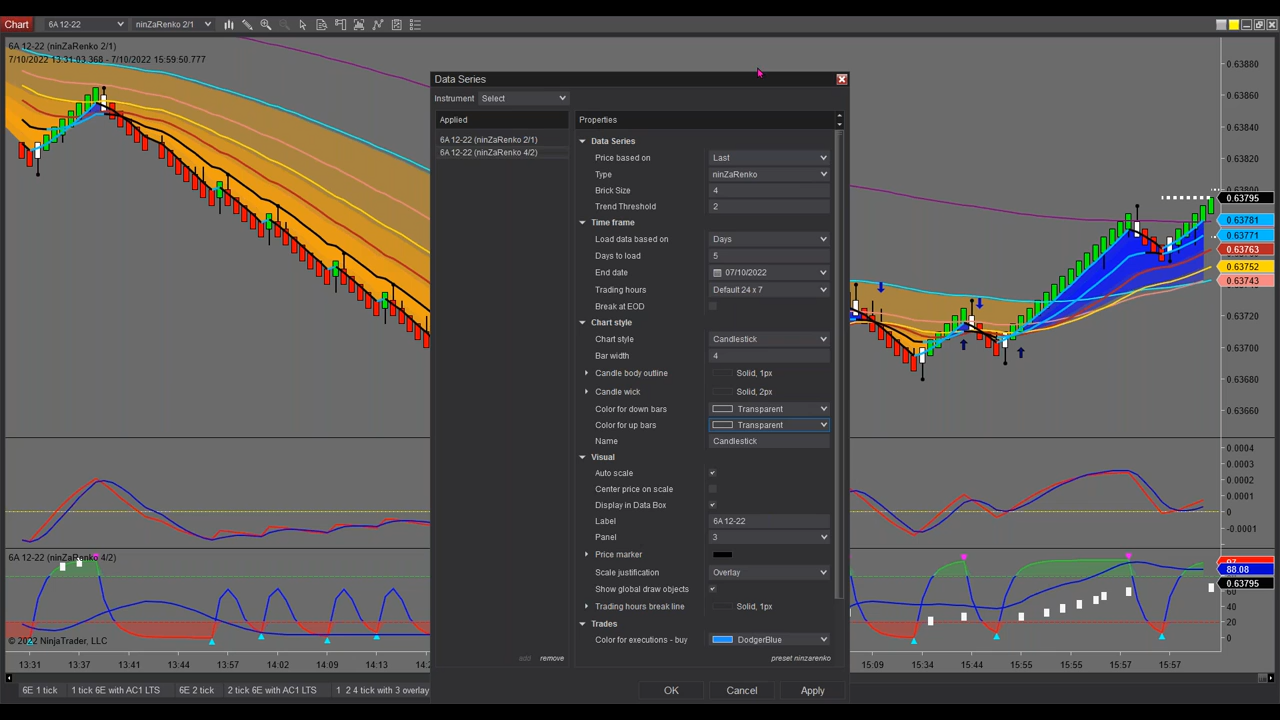 Chart 6A 12-22 ninZaRenko 2/1
6A 12-22 (ninZaRenko 2/1)
7/10/2022 13:31:03.368 - 7/10/2022 15:59:50.777
Data Series
Instrument Select
Applied
6A 12-22 (ninZaRenko 2/1)
6A 12-22 (ninZaRenko 4/2)
Properties
Data Series
Price based on Last
Type ninZaRenko
Brick Size 4
Trend Threshold 2
Time frame
Load data based on Days
Days to load 5
End date 07/10/2022
Trading hours Default 24 x 7
Break at EOD
Chart style
Chart style Candlestick
Bar width 4
Candle body outline Solid, 1px
Candle wick Solid, 2px
Color for down bars Transparent
Color for up bars Transparent
Name Candlestick
Visual
Auto scale
Center price on scale
Display in Data Box
Label 6A 12-22
Panel 3
Price marker
Scale justification Overlay
Show global draw objects
Trading hours break line Solid, 1px
Trades
Color for executions - buy DodgerBlue
add remove
preset ninzarenko
OK Cancel Apply
0.63880
0.63860
0.63840
0.63820
0.63795
0.63781
0.63771
0.63763
0.63752
0.63743
0.63720
0.63700
0.63680
0.63660
0.0004
0.0003
0.0002
0.0001
0
-0.0001
6A 12-22 (ninZaRenko 4/2)
88.08
0.63795
60
40
20
0
© 2022 NinjaTrader, LLC
13:31 13:37 13:41 13:51 13:57 14:02 14:07 14:13 15:09 15:34 15:44 15:55 15:55 15:57 15:57
6E 1 tick 1 tick 6E with AC1 LTS 6E 2 tick 2 tick 6E with AC1 LTS 1 2 4 tick with 3 overlay